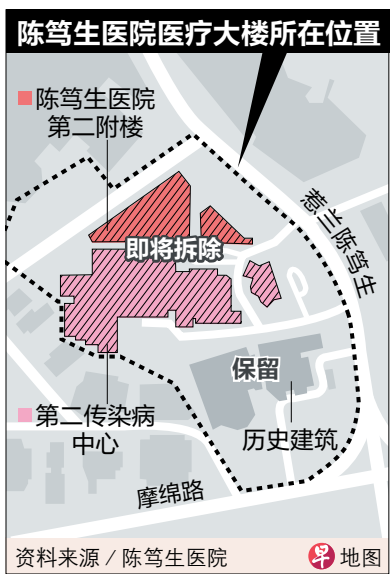 陈笃生医院医疗大楼所在位置
陈笃生医院
第二附楼
即将拆除
惹兰陈笃生
保留
第二传染病
中心
历史建筑
摩绵路
资料来源 / 陈笃生医院
早 地图